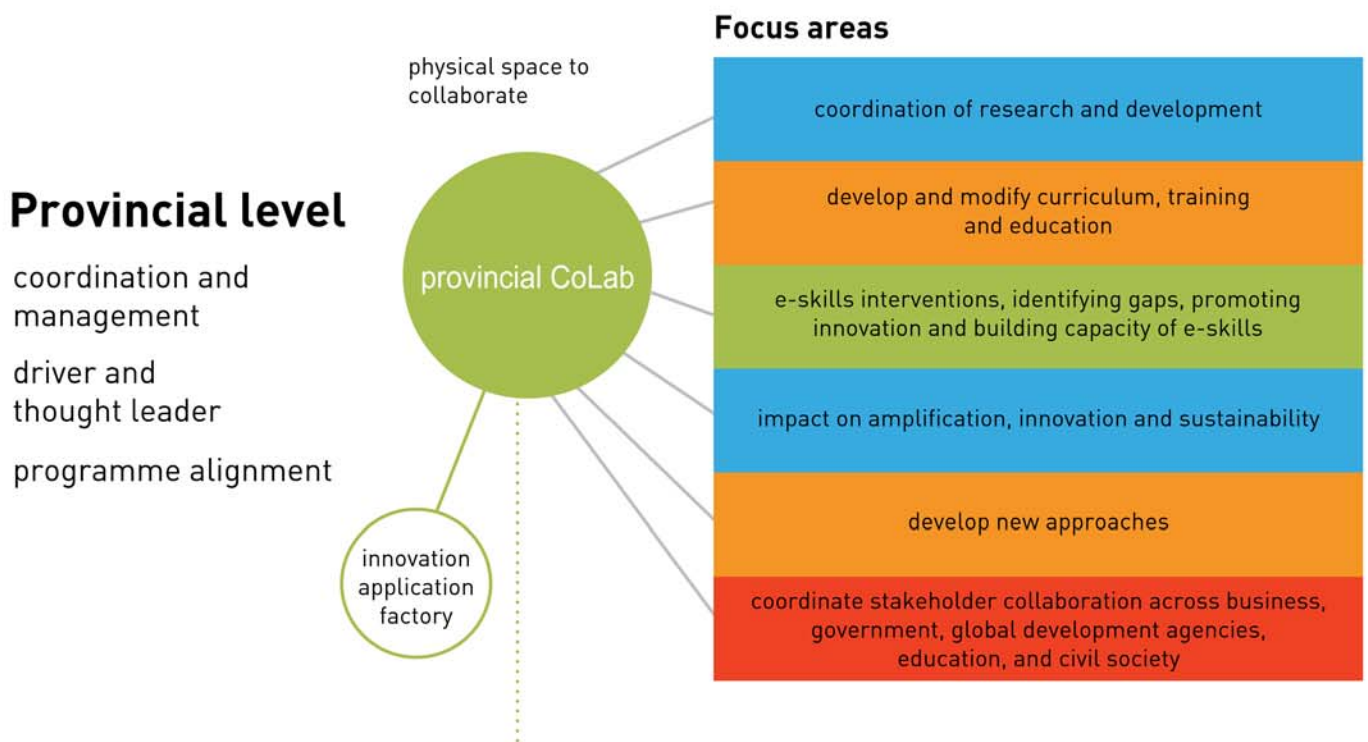 Provincial level
coordination and
management
driver and
thought leader
programme alignment
physical space to
collaborate
provincial CoLab
innovation
application
factory
Focus areas
coordination of research and development
develop and modify curriculum, training
and education
e-skills interventions, identifying gaps, promoting
innovation and building capacity of e-skills
impact on amplification, innovation and sustainability
develop new approaches
coordinate stakeholder collaboration across business,
government, global development agencies,
education, and civil society